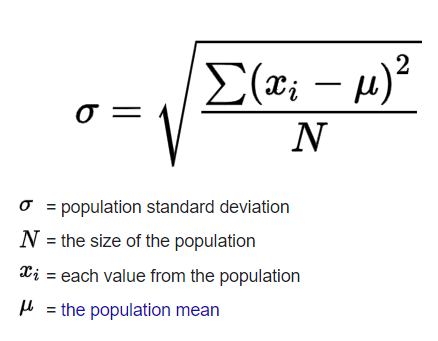 σ = √(∑(xᵢ − μ)² / N)
σ = population standard deviation
N = the size of the population
xᵢ = each value from the population
μ = the population mean